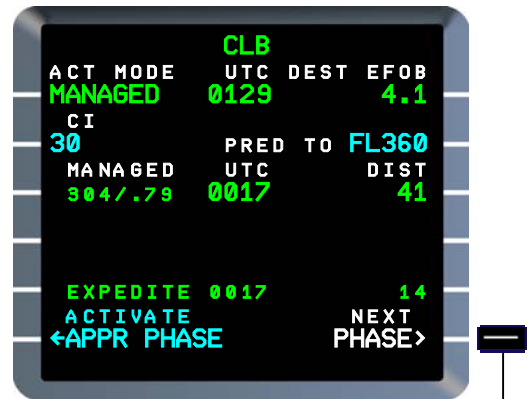 CLB
ACT MODE UTC DEST EFOB
MANAGED 0129 4.1
CI
30 PRED TO FL360
MANAGED UTC DIST
304/.79 0017 41
EXPEDITE 0017 14
ACTIVATE NEXT
←APPR PHASE PHASE>